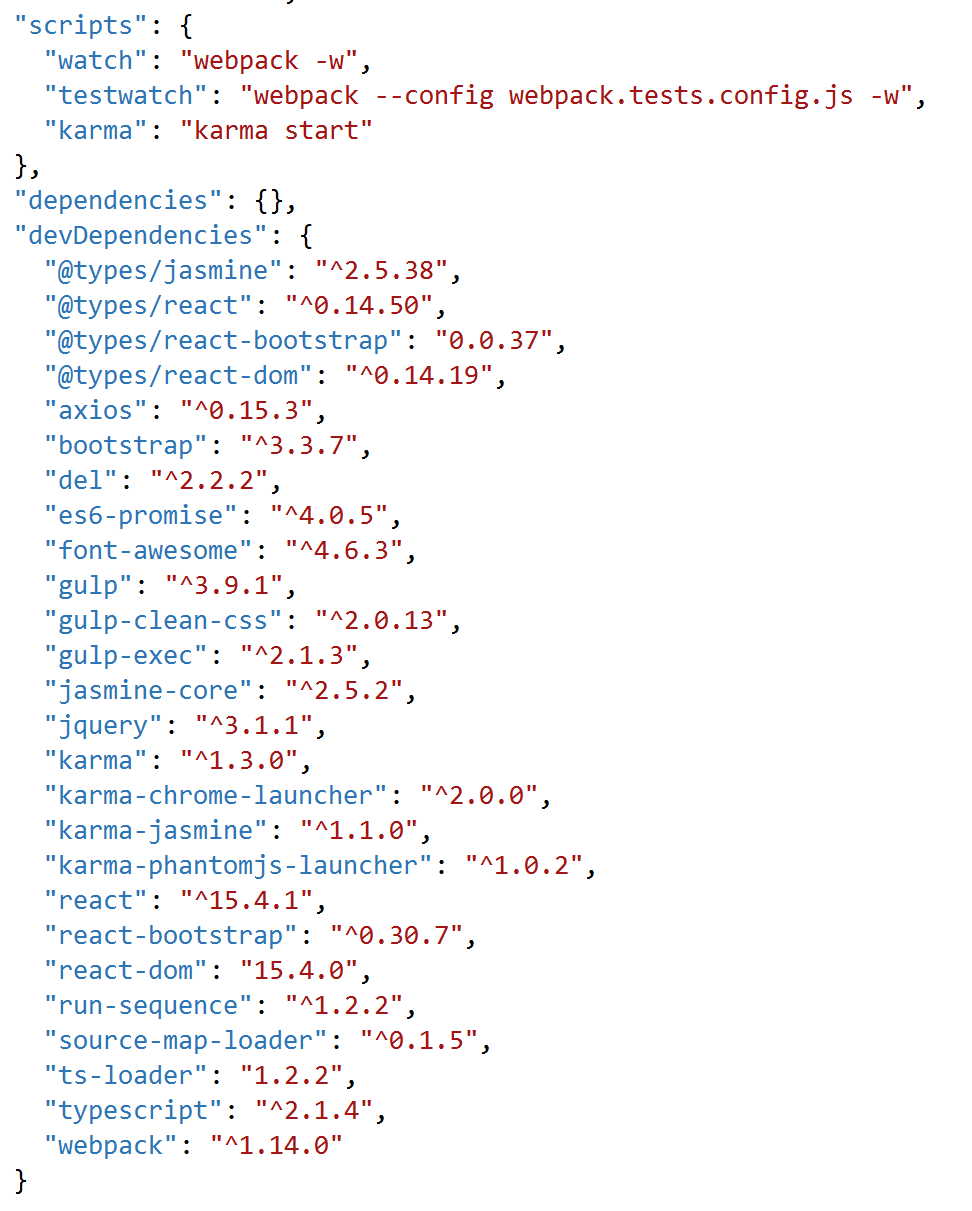 "scripts": {
"watch": "webpack -w",
"testwatch": "webpack --config webpack.tests.config.js -w",
"karma": "karma start"
},
"dependencies": {},
"devDependencies": {
"@types/jasmine": "^2.5.38",
"@types/react": "^0.14.50",
"@types/react-bootstrap": "0.0.37",
"@types/react-dom": "^0.14.19",
"axios": "^0.15.3",
"bootstrap": "^3.3.7",
"del": "^2.2.2",
"es6-promise": "^4.0.5",
"font-awesome": "^4.6.3",
"gulp": "^3.9.1",
"gulp-clean-css": "^2.0.13",
"gulp-exec": "^2.1.3",
"jasmine-core": "^2.5.2",
"jquery": "^3.1.1",
"karma": "^1.3.0",
"karma-chrome-launcher": "^2.0.0",
"karma-jasmine": "^1.1.0",
"karma-phantomjs-launcher": "^1.0.2",
"react": "^15.4.1",
"react-bootstrap": "^0.30.7",
"react-dom": "15.4.0",
"run-sequence": "^1.2.2",
"source-map-loader": "^0.1.5",
"ts-loader": "1.2.2",
"typescript": "^2.1.4",
"webpack": "^1.14.0"
}